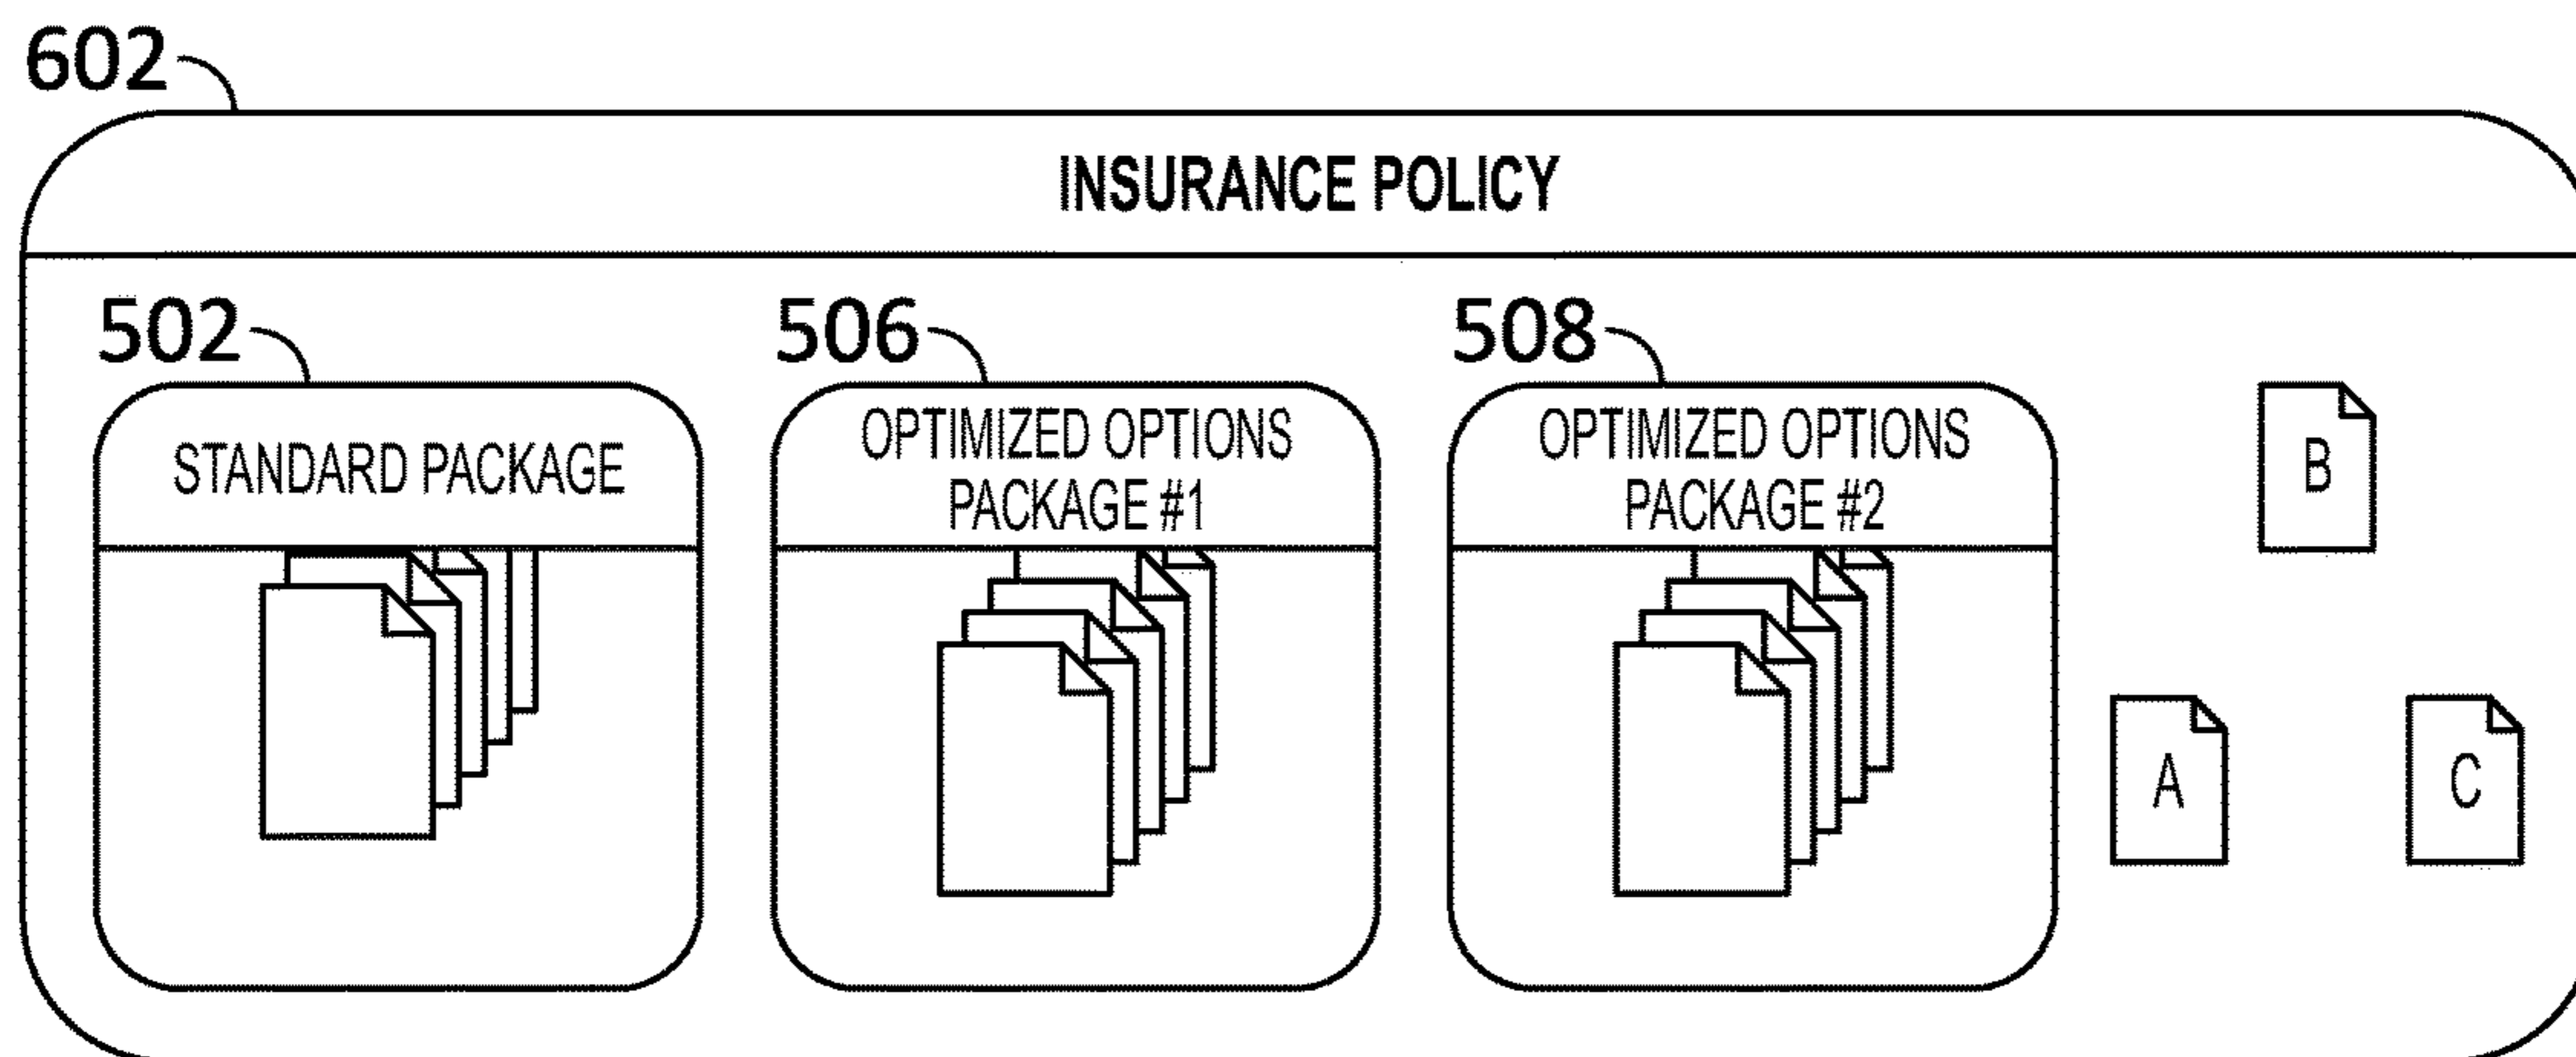 602
INSURANCE POLICY
502
506
508
STANDARD PACKAGE
OPTIMIZED OPTIONS
PACKAGE #1
OPTIMIZED OPTIONS
PACKAGE #2
B
A
C